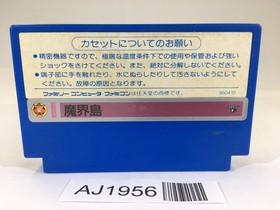 カセットについてのお願い
●精密機器ですので、極端な温度条件下での使用や保管および強い
ショックをさけてください。また、絶対に分解しないでください。
●端子部に手を触れたり、水にぬらしたりして汚さないようにして
ください。故障の原因となります。
ファミリーコンピュータ ファミコンは任天堂の商標です。
魔界島
AJ1956